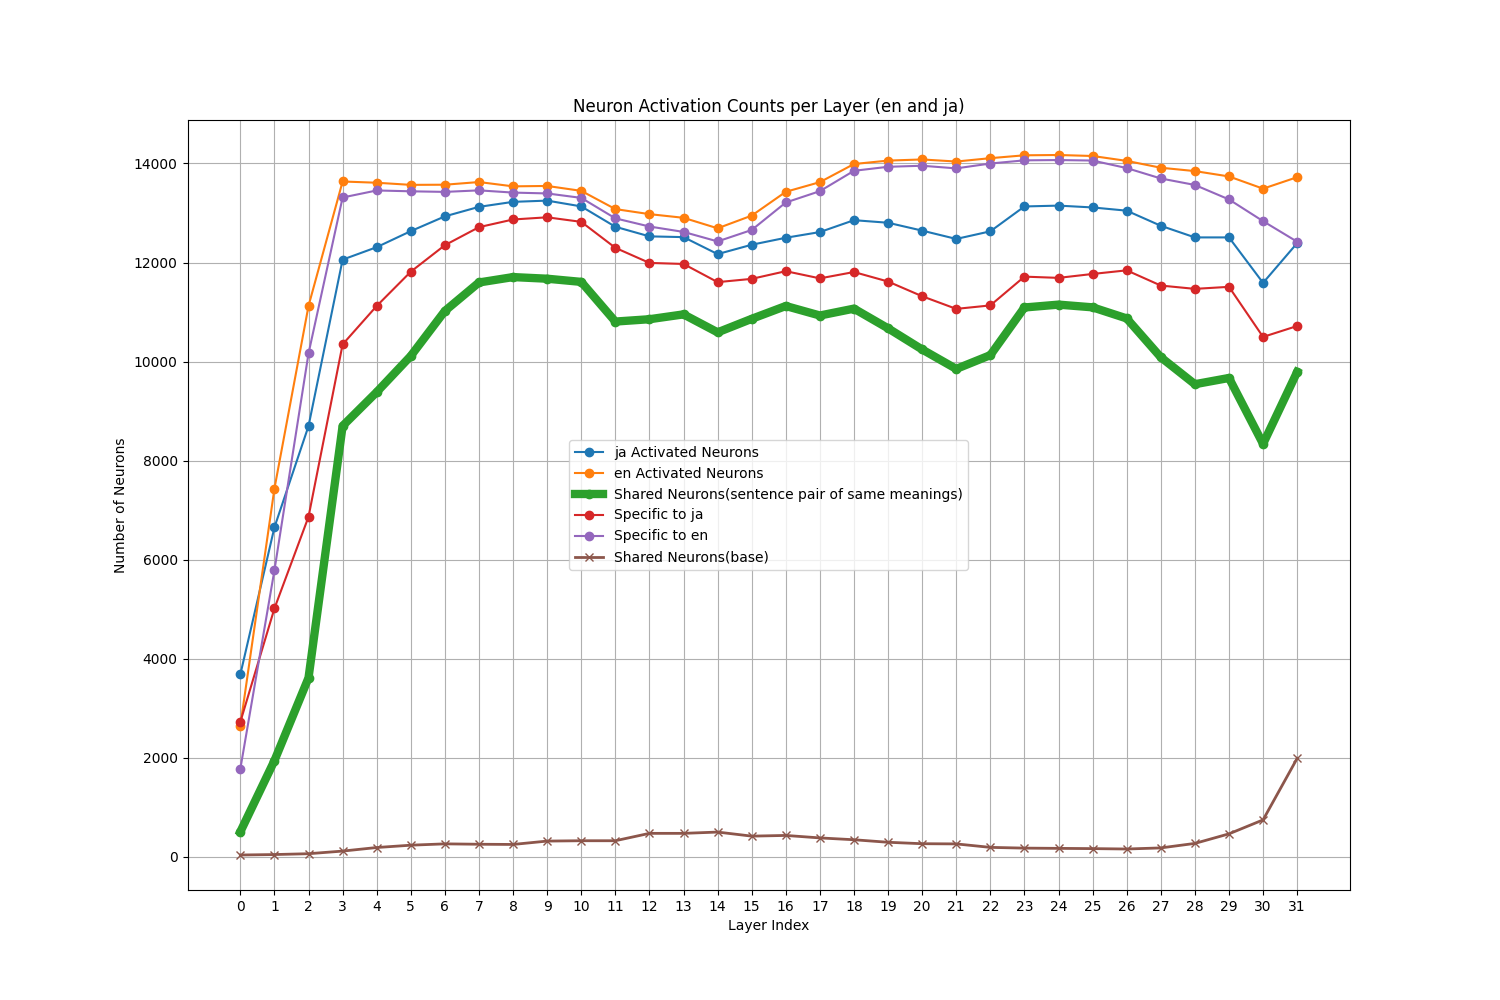 Neuron Activation Counts per Layer (en and ja)
14000
12000
10000
8000
6000
4000
2000
0
Number of Neurons
ja Activated Neurons
en Activated Neurons
Shared Neurons(sentence pair of same meanings)
Specific to ja
Specific to en
Shared Neurons(base)
0 1 2 3 4 5 6 7 8 9 10 11 12 13 14 15 16 17 18 19 20 21 22 23 24 25 26 27 28 29 30 31
Layer Index